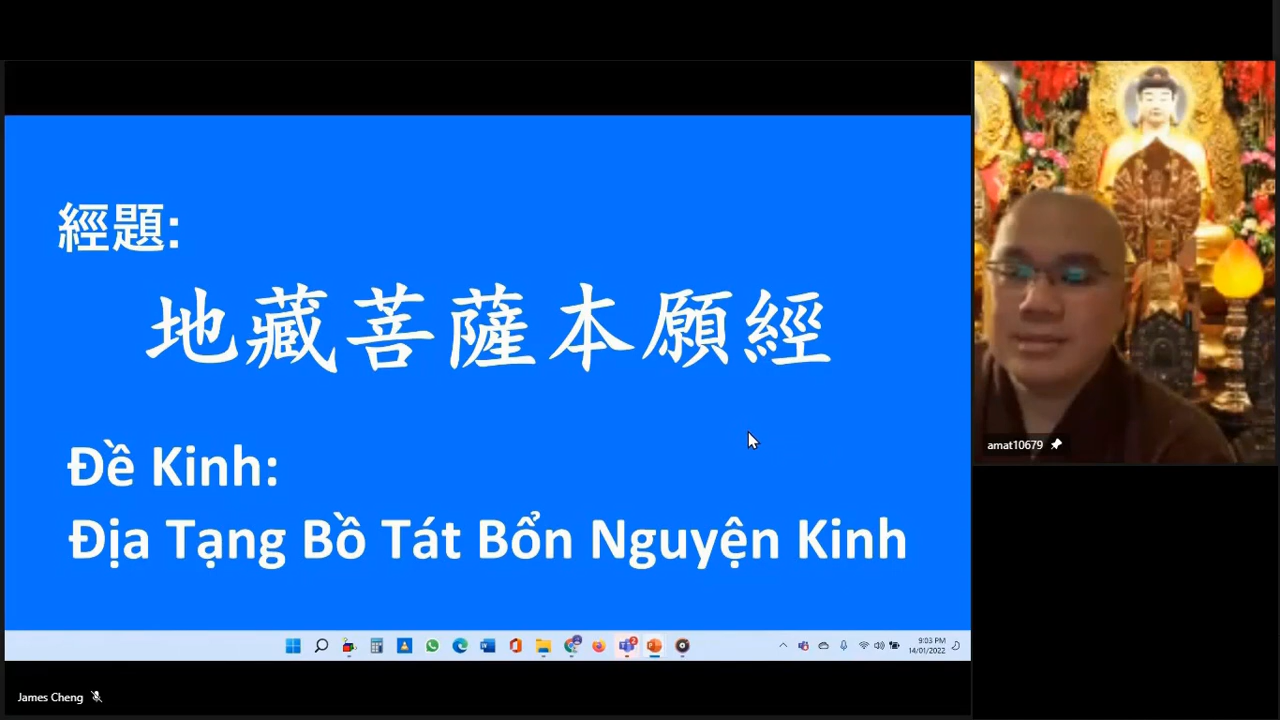 經題:
地藏菩薩本願經
Đề Kinh:
Địa Tạng Bồ Tát Bổn Nguyện Kinh
amat10679
9:03 PM
14/01/2022
James Cheng